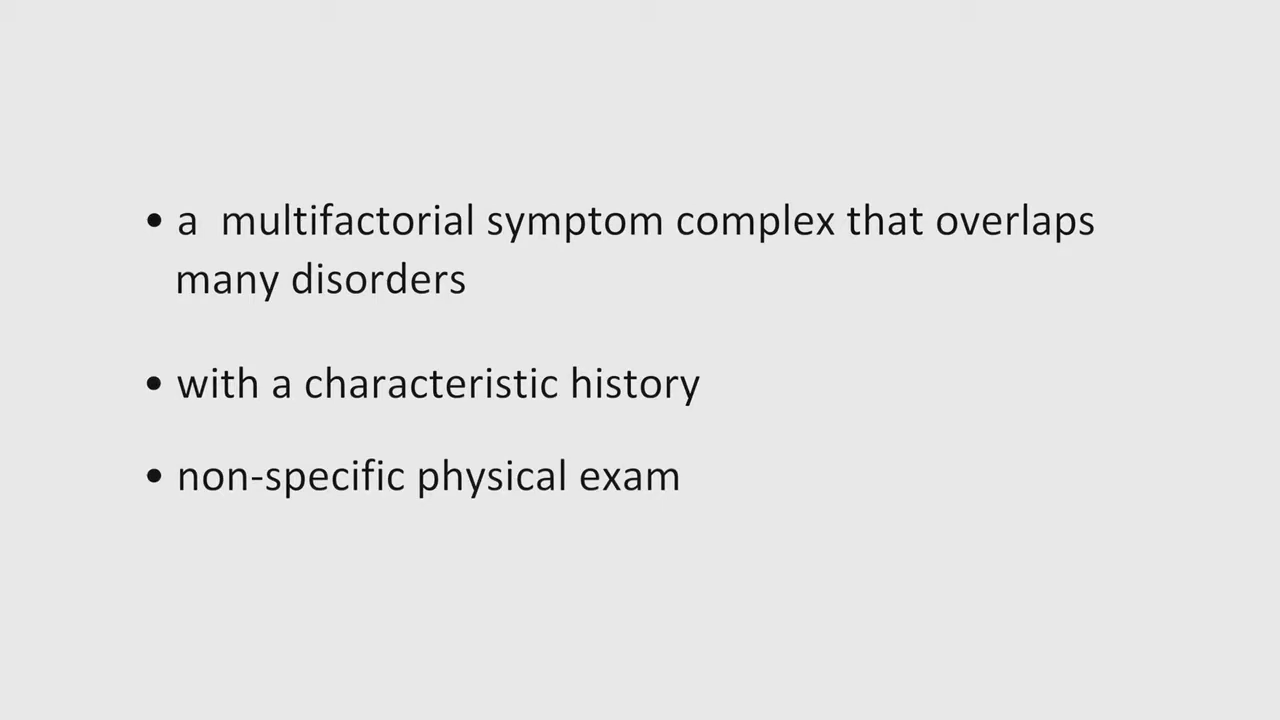 • a  multifactorial symptom complex that overlaps
many disorders
• with a characteristic history
• non-specific physical exam